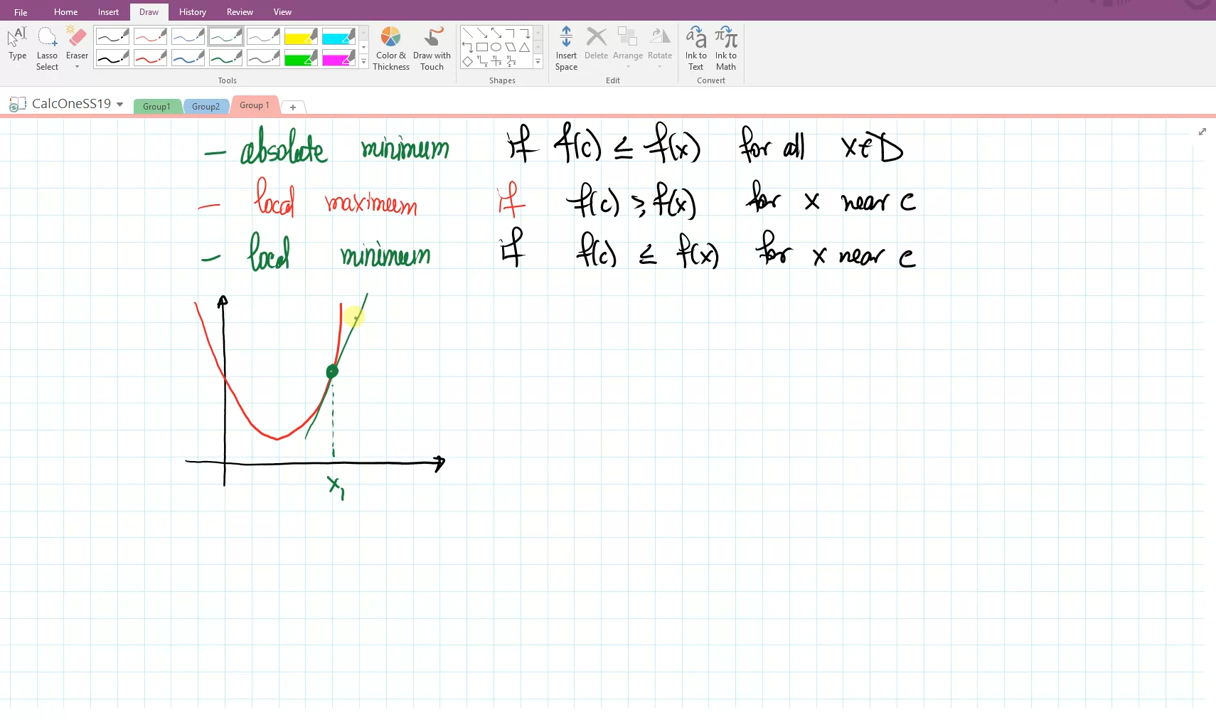 File Home Insert Draw History Review View
Type Lasso Select Eraser Color & Thickness Draw with Touch Insert Space Delete Arrange Rotate Ink to Text Ink to Math
Tools Shapes Edit Convert
CalcOneSS19 Group1 Group2 Group 1 +
– absolute minimum if f(c) ≤ f(x) for all x∈D
– local maximum if f(c) ≥ f(x) for x near c
– local minimum if f(c) ≤ f(x) for x near c
x₁